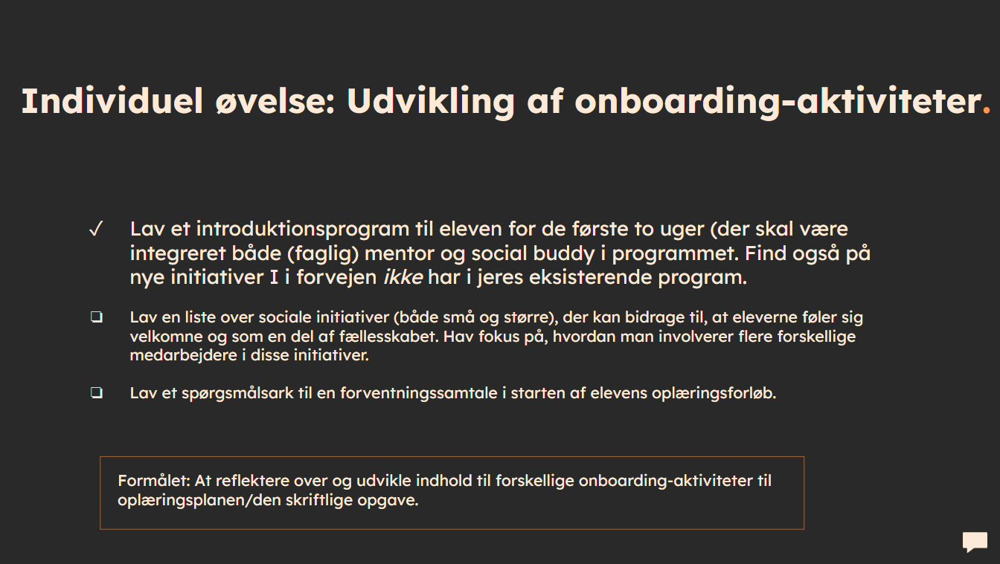 Individuel øvelse: Udvikling af onboarding-aktiviteter.
✓ Lav et introduktionsprogram til eleven for de første to uger (der skal være
integreret både (faglig) mentor og social buddy i programmet. Find også på
nye initiativer I i forvejen ikke har i jeres eksisterende program.
❏ Lav en liste over sociale initiativer (både små og større), der kan bidrage til, at eleverne føler sig
velkomne og som en del af fællesskabet. Hav fokus på, hvordan man involverer flere forskellige
medarbejdere i disse initiativer.
❏ Lav et spørgsmålsark til en forventningssamtale i starten af elevens oplæringsforløb.
Formålet: At reflektere over og udvikle indhold til forskellige onboarding-aktiviteter til
oplæringsplanen/den skriftlige opgave.